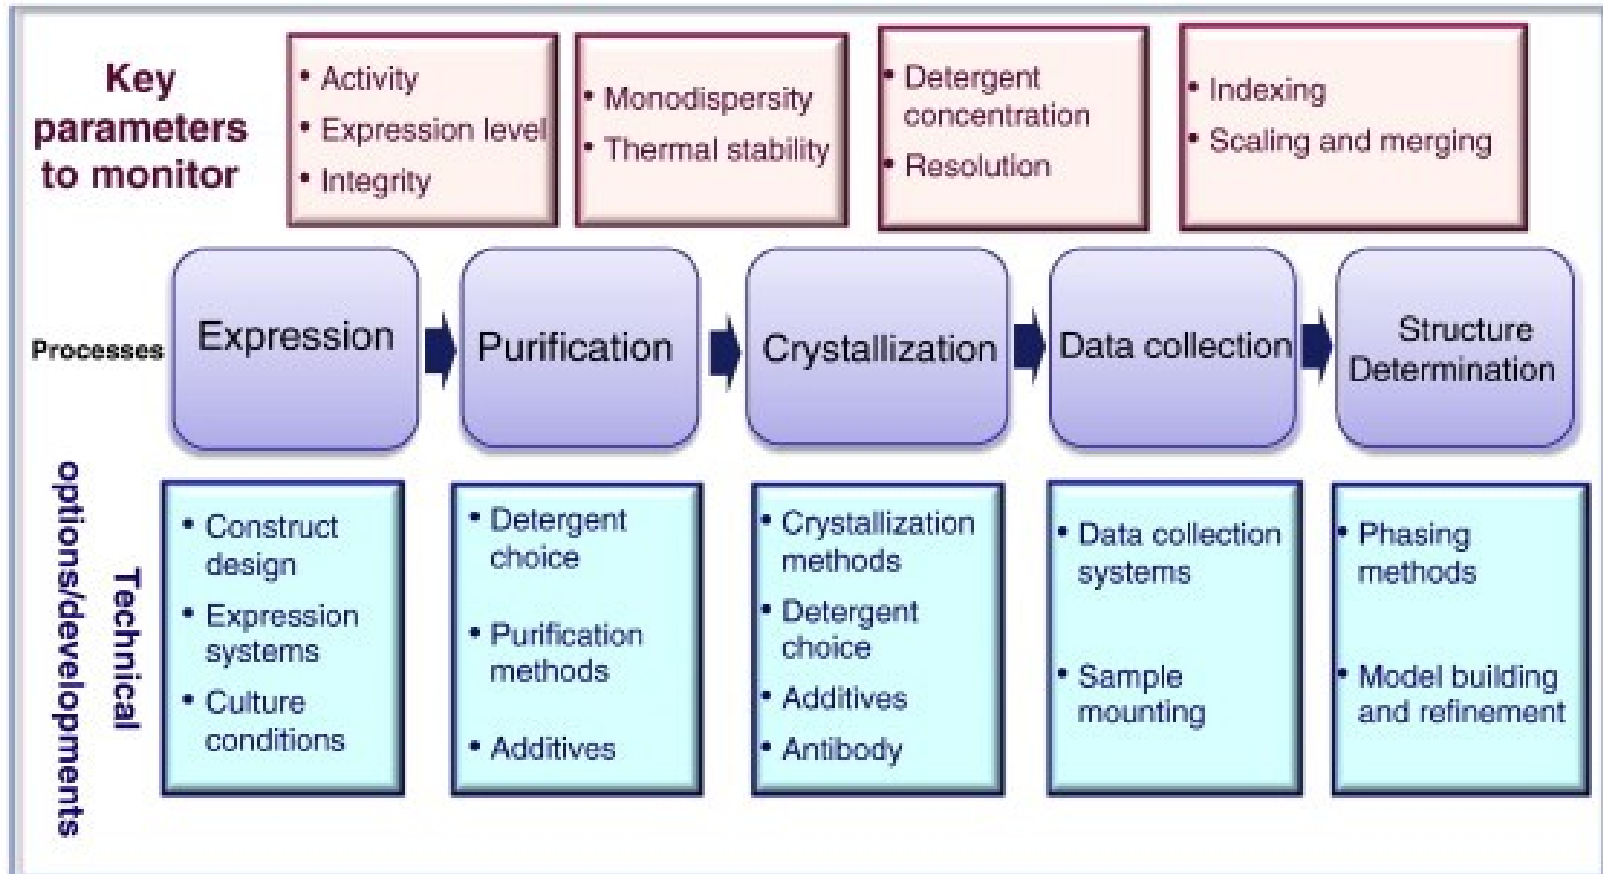 Key
parameters
to monitor
• Activity
• Expression level
• Integrity
• Monodispersity
• Thermal stability
• Detergent
concentration
• Resolution
• Indexing
• Scaling and merging
Processes
Expression
Purification
Crystallization
Data collection
Structure
Determination
Technical
options/developments
• Construct
design
• Expression
systems
• Culture
conditions
• Detergent
choice
• Purification
methods
• Additives
• Crystallization
methods
• Detergent
choice
• Additives
• Antibody
• Data collection
systems
• Sample
mounting
• Phasing
methods
• Model building
and refinement